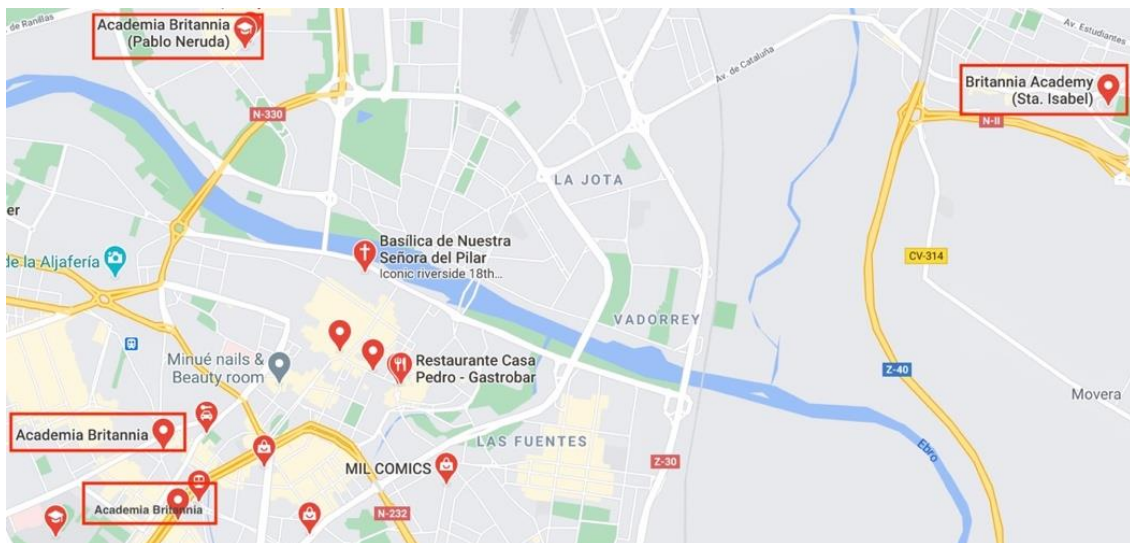 de Ranillas
Academia Britannia
(Pablo Neruda)
Av. Estudiantes
Av. de Cataluña
Britannia Academy
(Sta. Isabel)
N-II
N-330
LA JOTA
er
Basílica de Nuestra
Señora del Pilar
Iconic riverside 18th...
de la Aljafería
CV-314
VADORREY
Minué nails &
Beauty room
Restaurante Casa
Pedro - Gastrobar
Z-40
Movera
Academia Britannia
LAS FUENTES
Ebro
MIL COMICS
Z-30
Academia Britannia
N-232